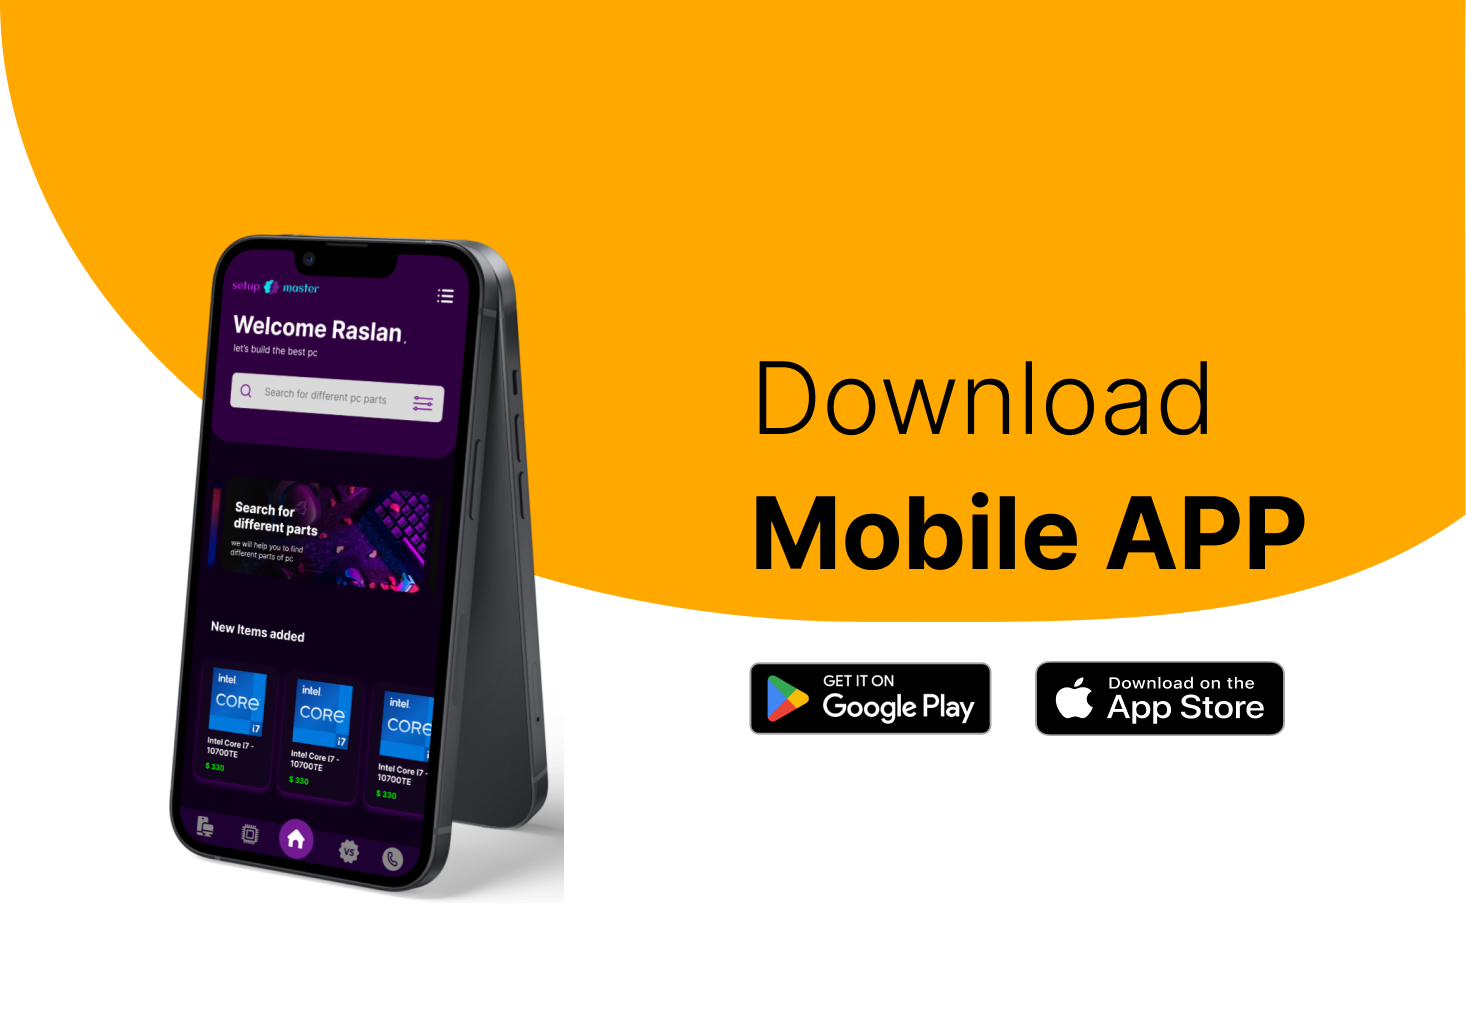 setup master
Welcome Raslan,
let's build the best pc
Search for different pc parts
Search for
different parts
we will help you to find
different parts of pc
New Items added
intel
CORE
i7
Intel Core I7 -
10700TE
$ 330
intel
CORE
i7
Intel Core I7 -
10700TE
$ 330
intel
CORE
Intel Core I7 -
10700TE
$ 330
VS
Download
Mobile APP
GET IT ON
Google Play
Download on the
App Store